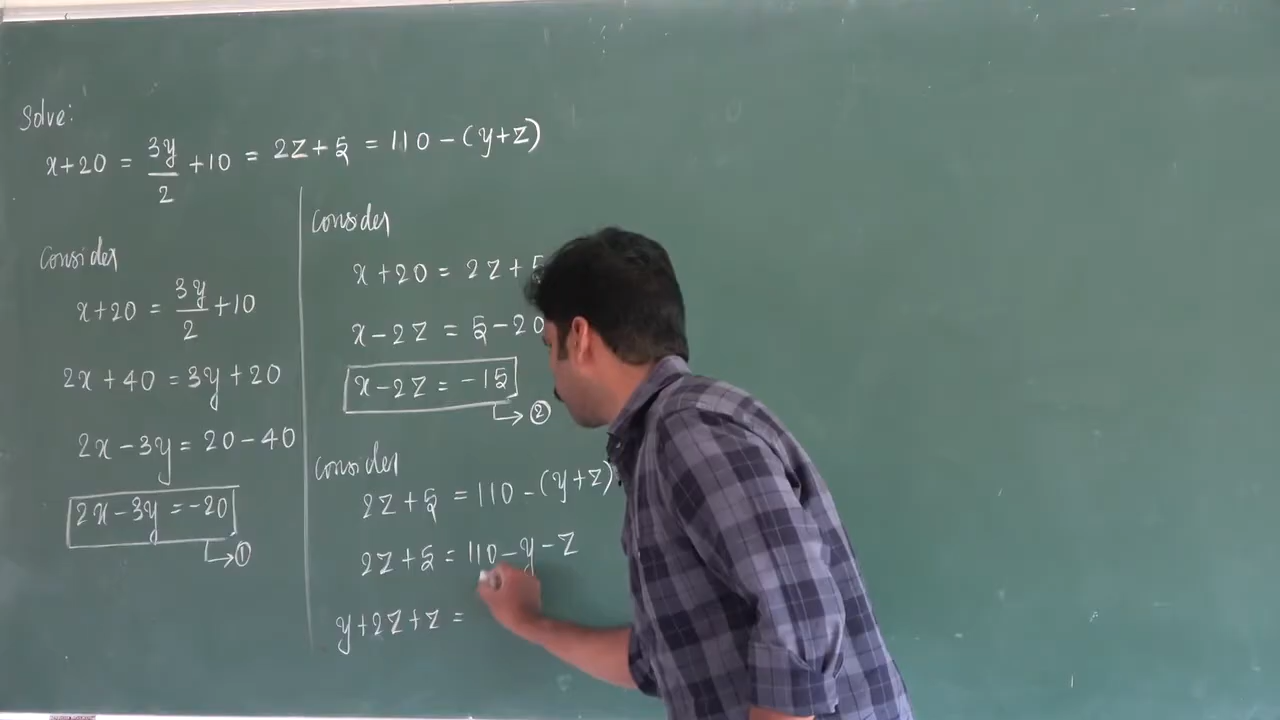 Solve:
x+20 = 3y/2 +10 = 2z+5 = 110-(y+z)
Consider
x+20 = 3y/2 +10
2x+40 = 3y+20
2x-3y = 20-40
2x-3y = -20
→ ①
Consider
x+20 = 2z+5
x-2z = 5-20
x-2z = -15
→ ②
Consider
2z+5 = 110-(y+z)
2z+5 = 110-y-z
y+2z+z =